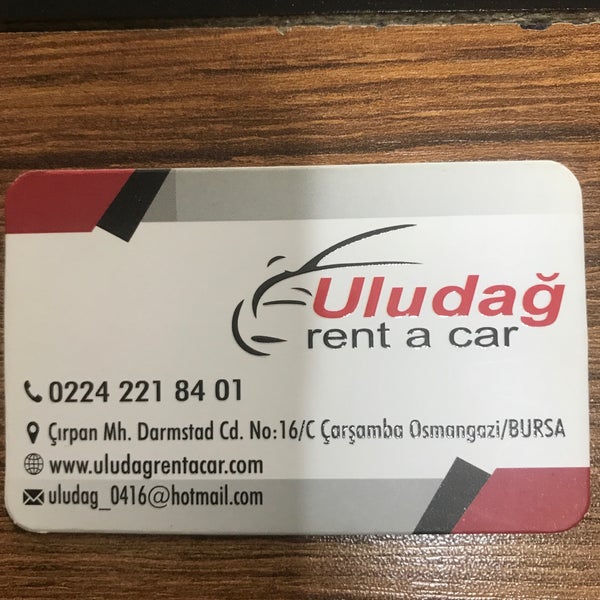 Uludağ
rent a car
0224 221 84 01
Çırpan Mh. Darmstad Cd. No:16/C Çarşamba Osmangazi/BURSA
www.uludagrentacar.com
uludag_0416@hotmail.com